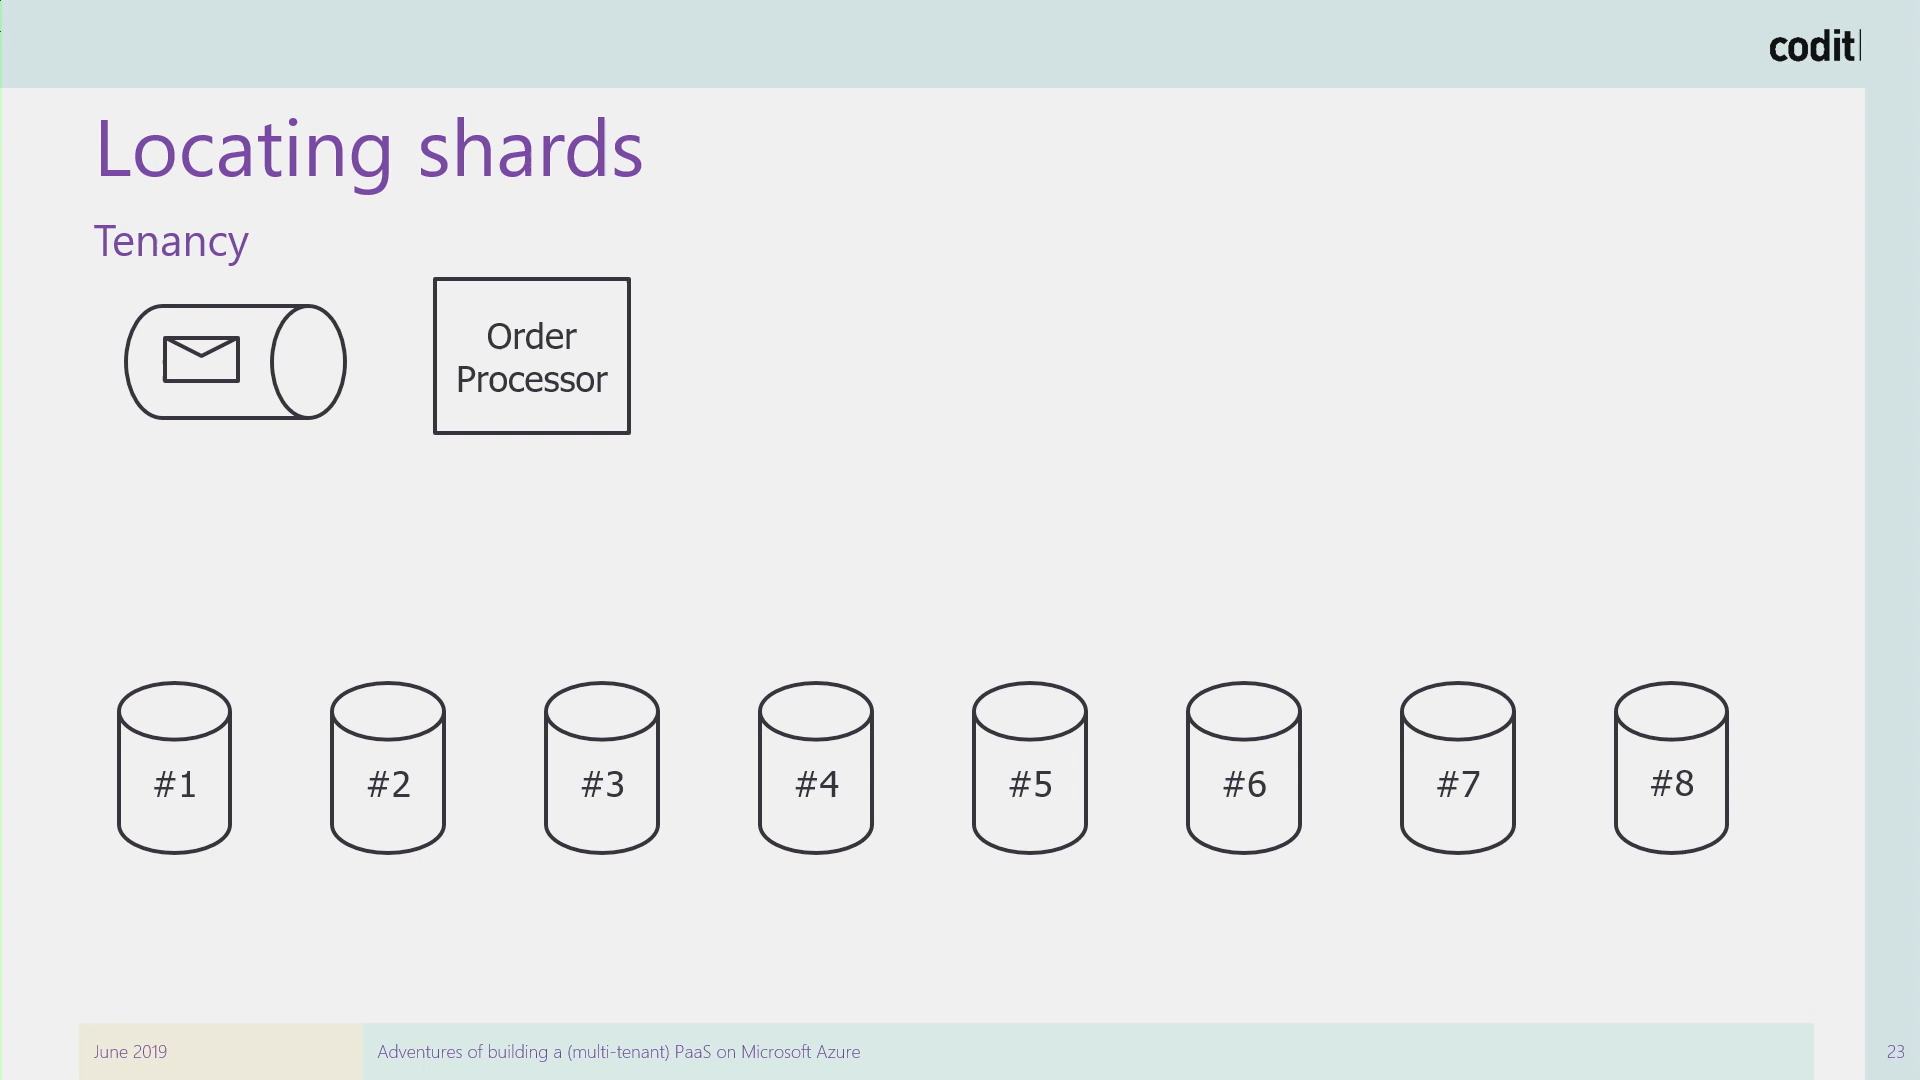 codit
Locating shards
Tenancy
Order
Processor
#1 #2 #3 #4 #5 #6 #7 #8
June 2019
Adventures of building a (multi-tenant) PaaS on Microsoft Azure
23